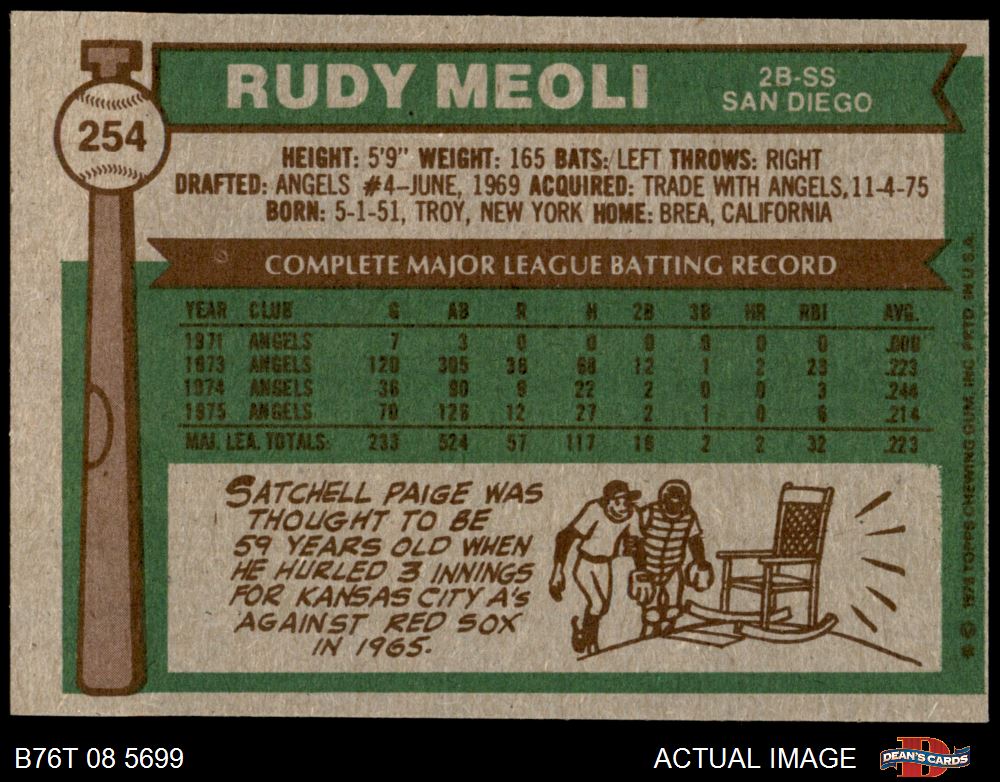 254
RUDY MEOLI
2B-SS
SAN DIEGO
HEIGHT: 5'9" WEIGHT: 165 BATS: LEFT THROWS: RIGHT
DRAFTED: ANGELS #4-JUNE, 1969 ACQUIRED: TRADE WITH ANGELS, 11-4-75
BORN: 5-1-51, TROY, NEW YORK HOME: BREA, CALIFORNIA
COMPLETE MAJOR LEAGUE BATTING RECORD
YEAR CLUB G AB R H 2B 3B HR RBI AVG.
1971 ANGELS 7 3 0 0 0 0 0 0 .000
1973 ANGELS 120 305 36 68 12 1 2 23 .223
1974 ANGELS 36 90 9 22 2 0 0 3 .244
1975 ANGELS 70 126 12 27 2 1 0 6 .214
MAJ. LEA. TOTALS: 233 524 57 117 16 2 2 32 .223
SATCHELL PAIGE WAS
THOUGHT TO BE
59 YEARS OLD WHEN
HE HURLED 3 INNINGS
FOR KANSAS CITY A's
AGAINST RED SOX
IN 1965.
© 1976 TOPPS CHEWING GUM, INC. PRTD. IN U.S.A.
B76T 08 5699
ACTUAL IMAGE
DEAN'S CARDS